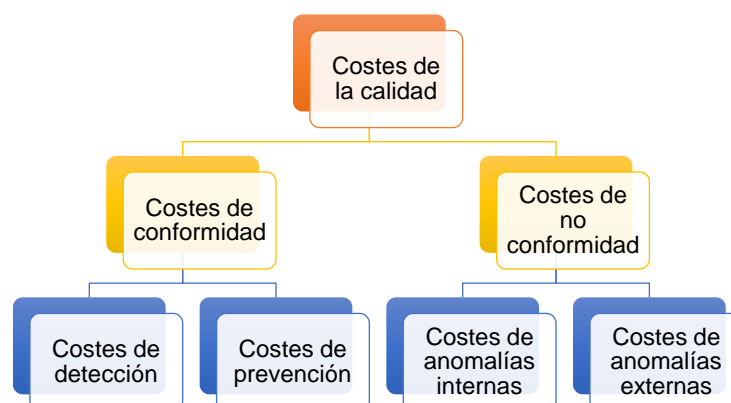 Costes de
la calidad
Costes de
conformidad
Costes de
no
conformidad
Costes de
detección
Costes de
prevención
Costes de
anomalías
internas
Costes de
anomalías
externas